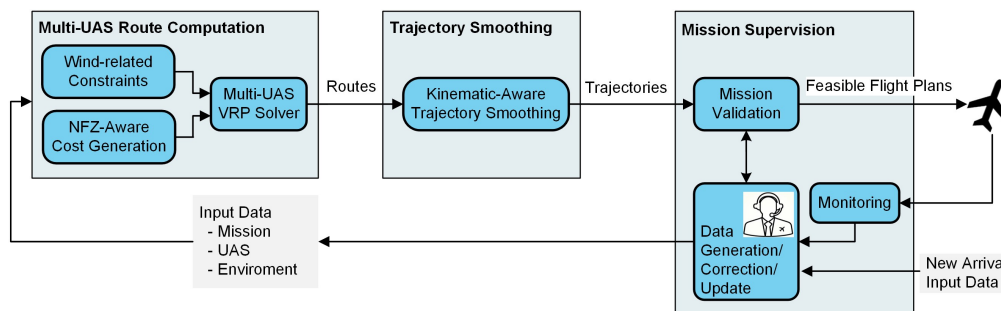 Multi-UAS Route Computation
Wind-related
Constraints
NFZ-Aware
Cost Generation
Multi-UAS
VRP Solver
Routes
Trajectory Smoothing
Kinematic-Aware
Trajectory Smoothing
Trajectories
Mission Supervision
Mission
Validation
Feasible Flight Plans
Monitoring
Data
Generation/
Correction/
Update
New Arriva
Input Data
Input Data
- Mission
- UAS
- Enviroment